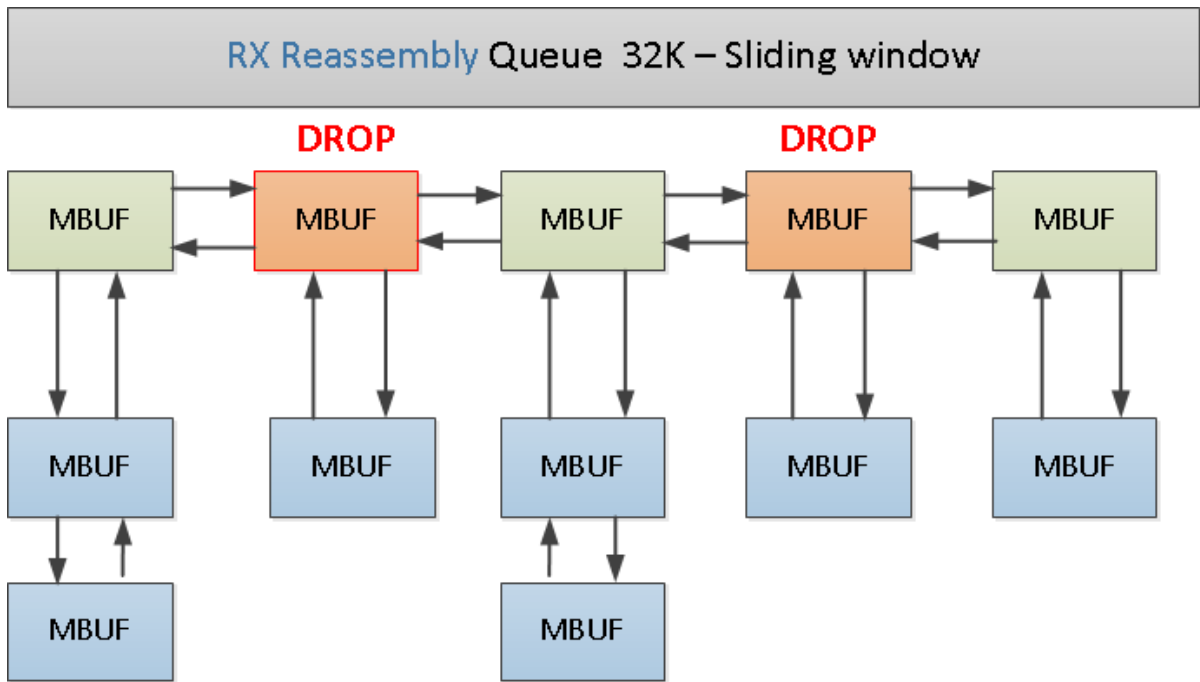 RX Reassembly Queue 32K – Sliding window
DROP DROP
MBUF MBUF MBUF MBUF MBUF
MBUF MBUF MBUF MBUF MBUF
MBUF MBUF